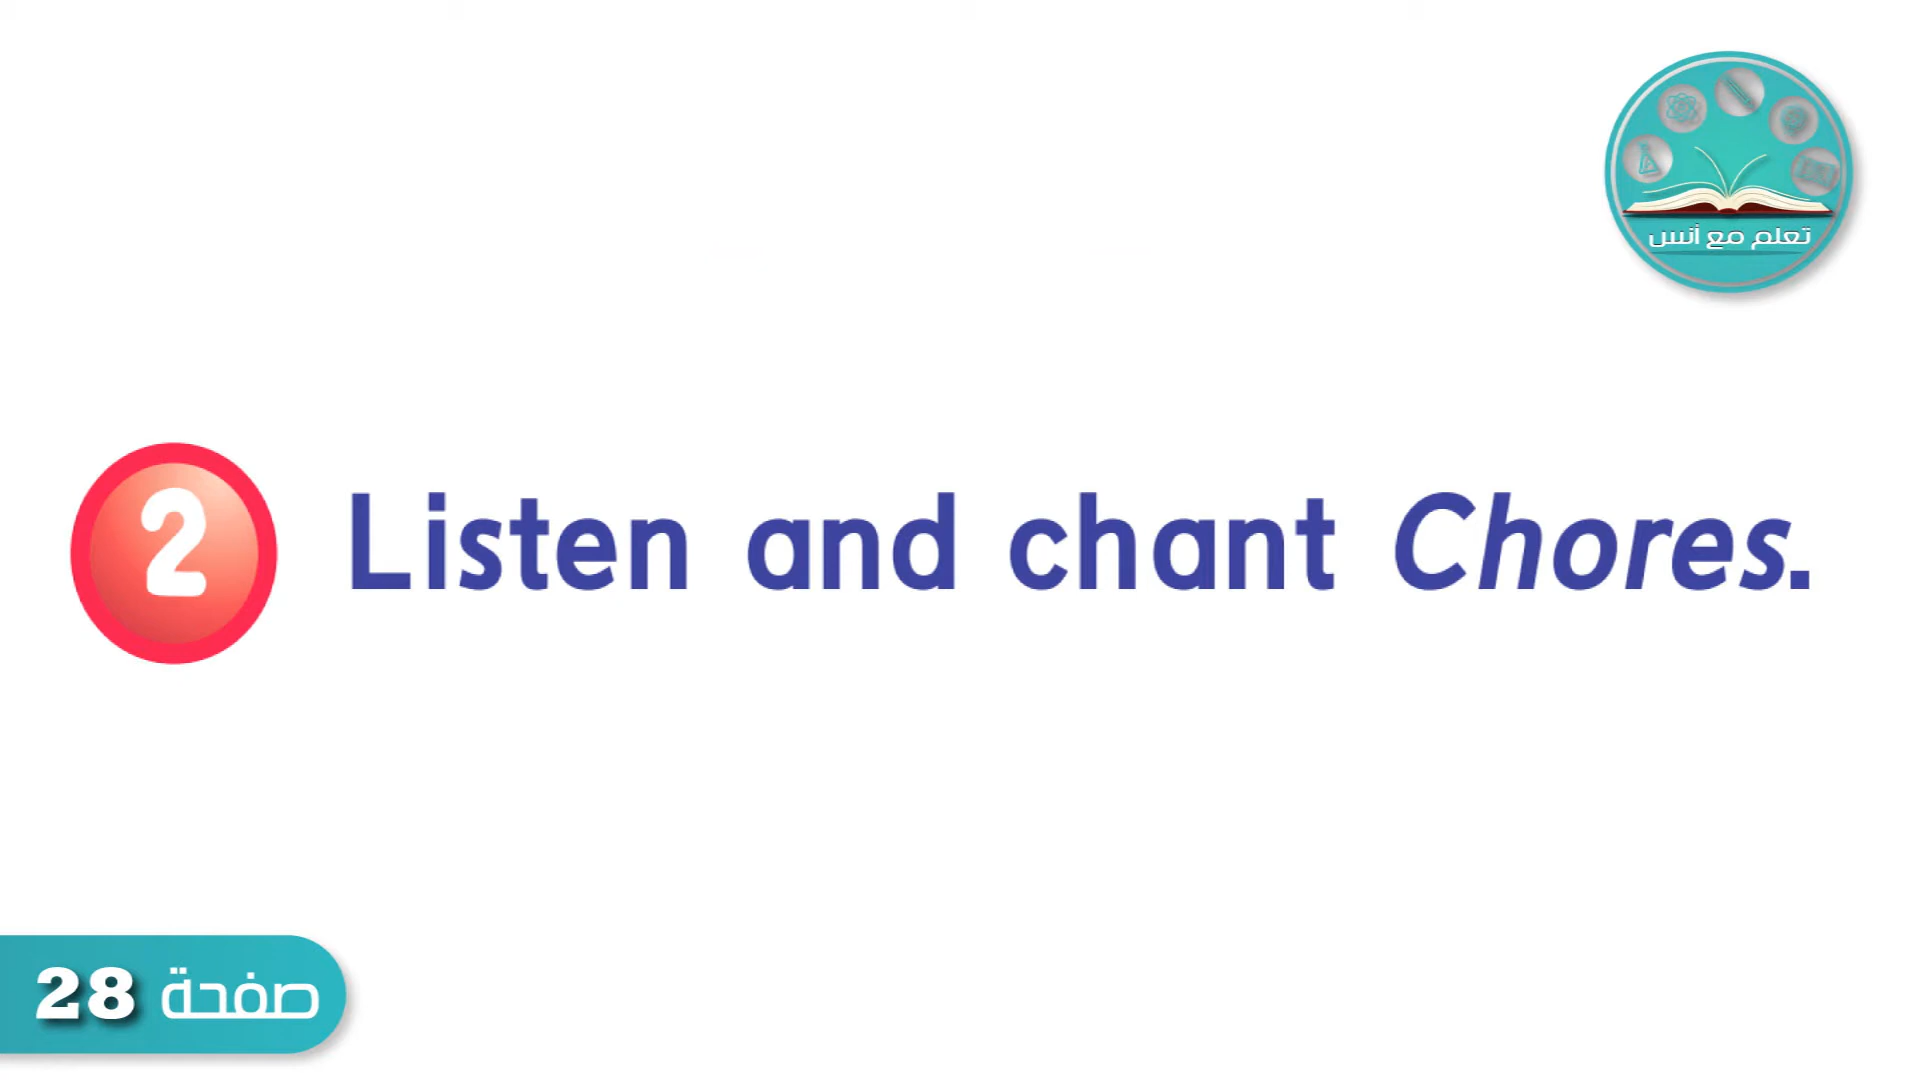 تعلم مع أنس
2 Listen and chant Chores.
صفحة 28